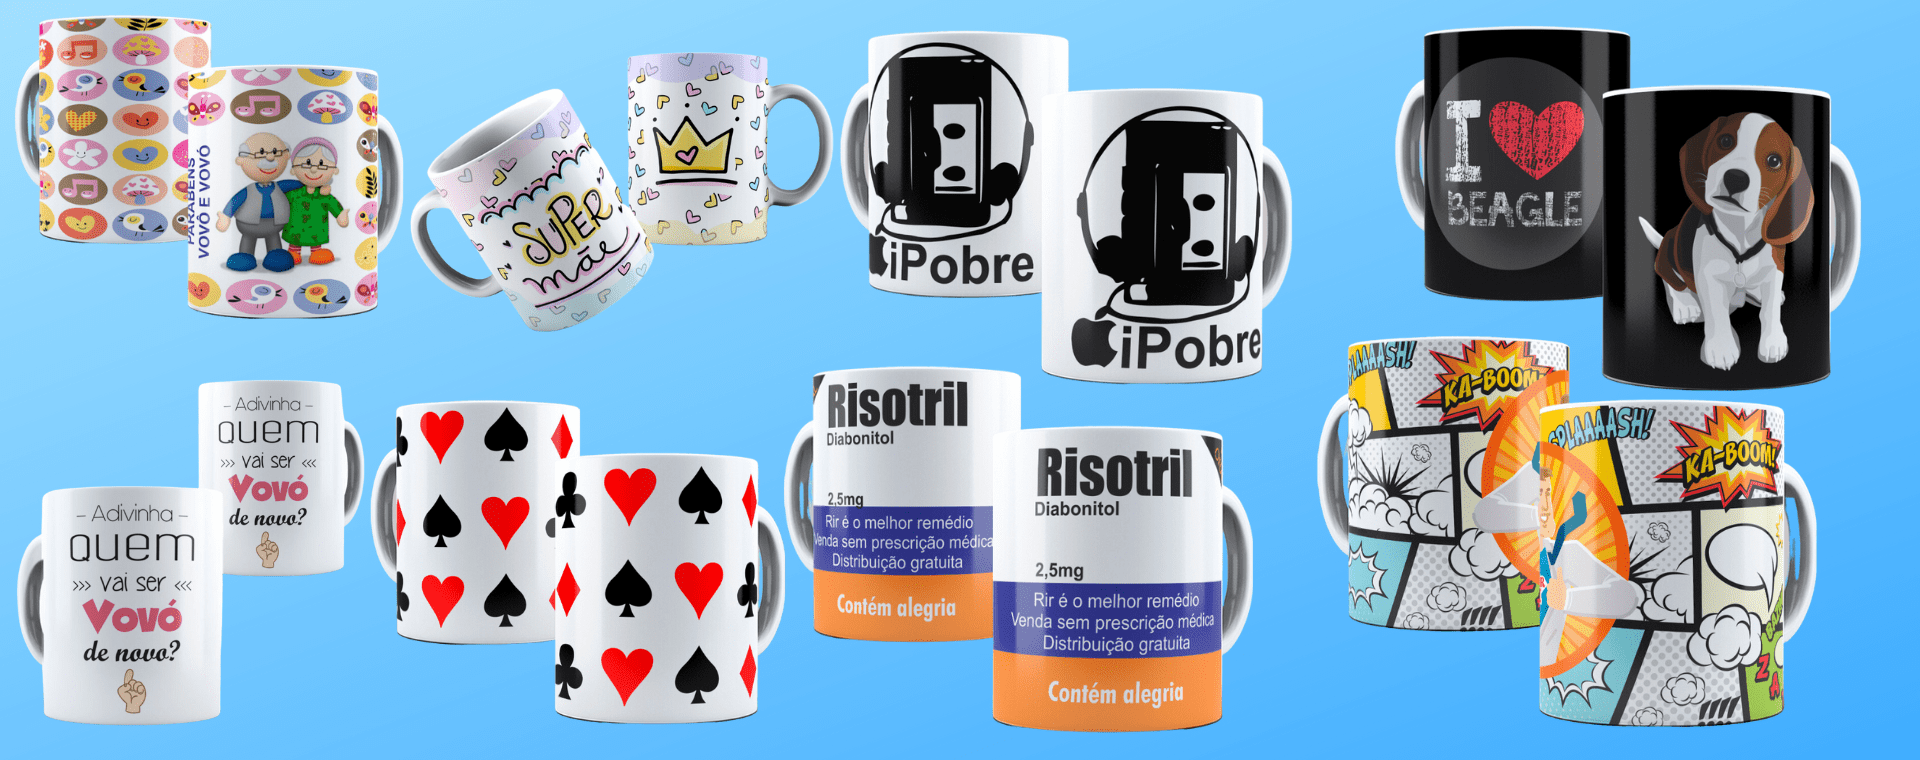 PARABÉNS
VOVÔ E VOVÓ
SUPER
mãe
iPobre
iPobre
I
BEAGLE
- Adivinha -
quem
>>> vai ser <<<
Vovó
de novo?
- Adivinha -
quem
>>> vai ser <<<
Vovó
de novo?
Risotril
Diabonitol
2,5mg
Rir é o melhor remédio
Venda sem prescrição médica
Distribuição gratuita
Contém alegria
Risotril
Diabonitol
2,5mg
Rir é o melhor remédio
Venda sem prescrição médica
Distribuição gratuita
Contém alegria
SPLAAAASH!
KA-BOOM!
SPLAAAASH!
KA-BOOM!